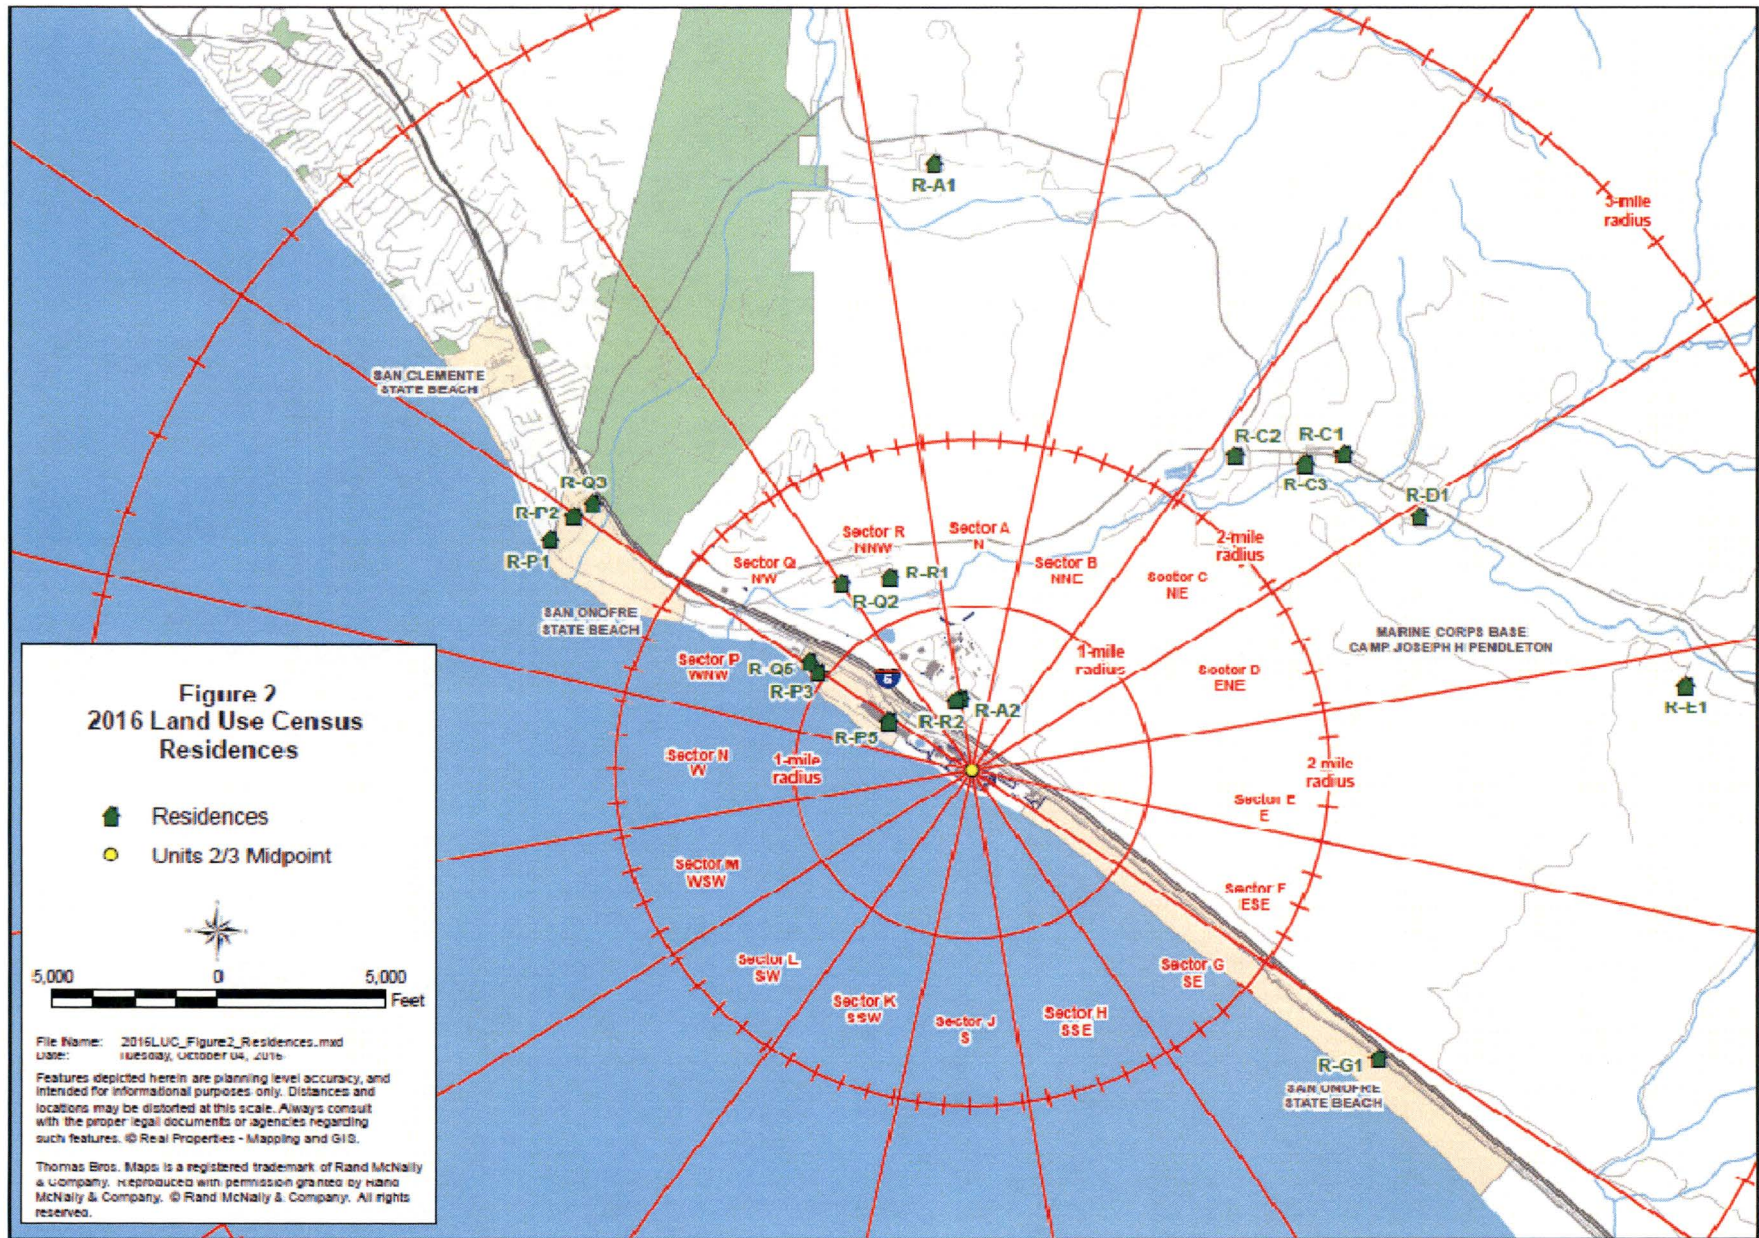 5-mile
radius
R-A1
SAN CLEMENTE
STATE BEACH
R-C2
R-C1
R-C3
R-D1
R-Q3
R-P2
R-P1
Sector R
NNW
Sector A
N
2-mile
radius
Sector Q
NW
Sector B
NNE
Sector C
NE
R-R1
R-Q2
SAN ONOFRE
STATE BEACH
MARINE CORPS BASE
CAMP JOSEPH H PENDLETON
1-mile
radius
Sector P
WNW
R-Q5
R-P3
5
Sector D
ENE
R-E1
R-R2
R-A2
R-P5
Sector N
W
1-mile
radius
2 mile
radius
Sector E
E
Sector M
WSW
Sector F
ESE
Sector L
SW
Sector G
SE
Sector K
SSW
Sector J
S
Sector H
SSE
R-G1
SAN ONOFRE
STATE BEACH
Figure 2
2016 Land Use Census
Residences
Residences
Units 2/3 Midpoint
5,000 0 5,000
Feet
File Name: 2016LUC_Figure2_Residences.mxd
Date: Tuesday, October 04, 2016
Features depicted herein are planning level accuracy, and
intended for informational purposes only. Distances and
locations may be distorted at this scale. Always consult
with the proper legal documents or agencies regarding
such features. © Real Properties - Mapping and GIS.
Thomas Bros. Maps is a registered trademark of Rand McNally
& Company. Reproduced with permission granted by Rand
McNally & Company. © Rand McNally & Company. All rights
reserved.